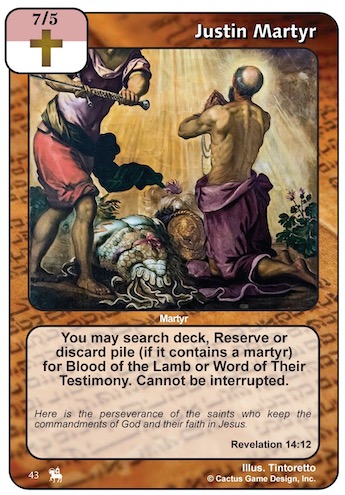 7/5
Justin Martyr
Martyr
You may search deck, Reserve or
discard pile (if it contains a martyr)
for Blood of the Lamb or Word of Their
Testimony. Cannot be interrupted.
Here is the perseverance of the saints who keep the
commandments of God and their faith in Jesus.
Revelation 14:12
43
Illus. Tintoretto
© Cactus Game Design, Inc.